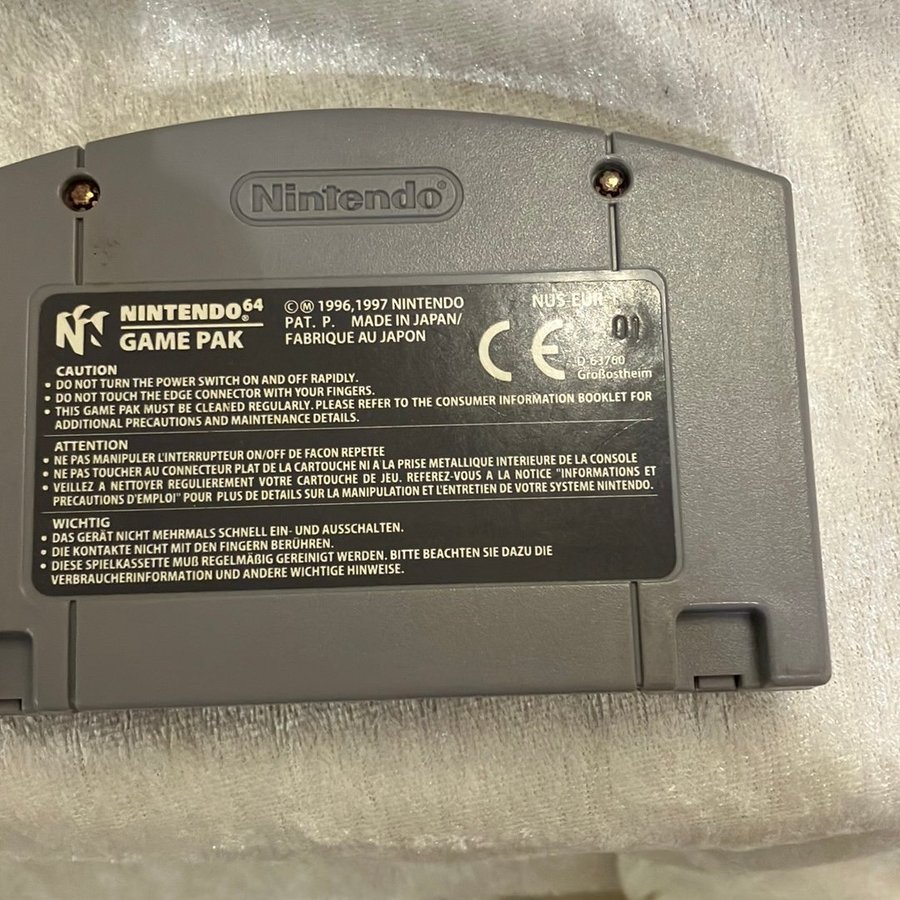 Nintendo®
NINTENDO64®
GAME PAK
©Ⓜ 1996,1997 NINTENDO
PAT. P. MADE IN JAPAN/
FABRIQUE AU JAPON
NUS-EUR-1
CE
01
D-63760
Großostheim
CAUTION
• DO NOT TURN THE POWER SWITCH ON AND OFF RAPIDLY.
• DO NOT TOUCH THE EDGE CONNECTOR WITH YOUR FINGERS.
• THIS GAME PAK MUST BE CLEANED REGULARLY. PLEASE REFER TO THE CONSUMER INFORMATION BOOKLET FOR
ADDITIONAL PRECAUTIONS AND MAINTENANCE DETAILS.
ATTENTION
• NE PAS MANIPULER L'INTERRUPTEUR ON/OFF DE FACON REPETEE
• NE PAS TOUCHER AU CONNECTEUR PLAT DE LA CARTOUCHE NI A LA PRISE METALLIQUE INTERIEURE DE LA CONSOLE
• VEILLEZ A NETTOYER REGULIEREMENT VOTRE CARTOUCHE DE JEU. REFEREZ-VOUS A LA NOTICE "INFORMATIONS ET
PRECAUTIONS D'EMPLOI" POUR PLUS DE DETAILS SUR LA MANIPULATION ET L'ENTRETIEN DE VOTRE SYSTEME NINTENDO.
WICHTIG
• DAS GERÄT NICHT MEHRMALS SCHNELL EIN- UND AUSSCHALTEN.
• DIE KONTAKTE NICHT MIT DEN FINGERN BERÜHREN.
• DIESE SPIELKASSETTE MUß REGELMÄßIG GEREINIGT WERDEN. BITTE BEACHTEN SIE DAZU DIE
VERBRAUCHERINFORMATION UND ANDERE WICHTIGE HINWEISE.